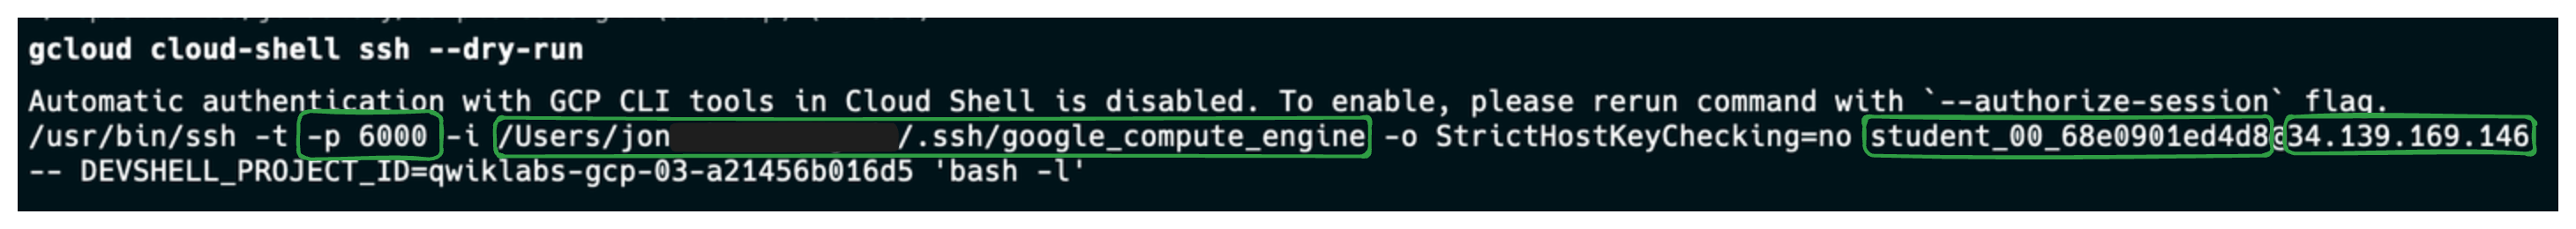 gcloud cloud-shell ssh --dry-run
Automatic authentication with GCP CLI tools in Cloud Shell is disabled. To enable, please rerun command with `--authorize-session` flag.
/usr/bin/ssh -t -p 6000 -i /Users/jon /.ssh/google_compute_engine -o StrictHostKeyChecking=no student_00_68e0901ed4d8@34.139.169.146
-- DEVSHELL_PROJECT_ID=qwiklabs-gcp-03-a21456b016d5 'bash -l'